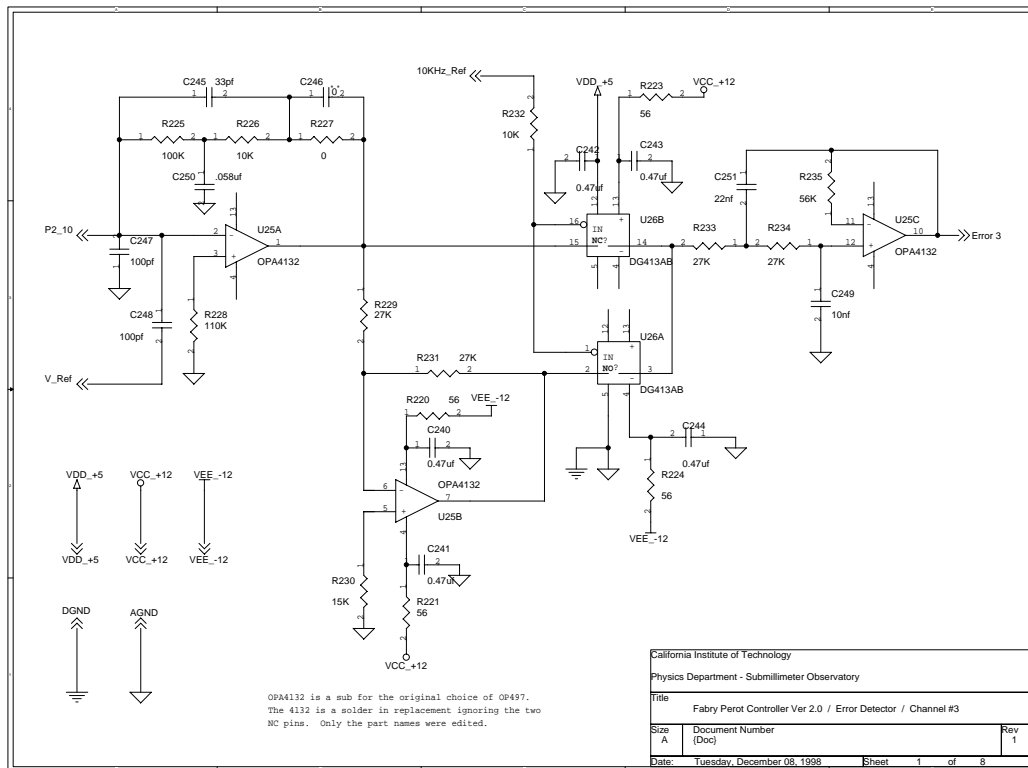 C245 33pf
C246
"0"
10KHz_Ref
VDD_+5
R223
VCC_+12
56
R225
R226
R227
100K
10K
0
R232
10K
C242
0.47uf
C243
0.47uf
C250
.058uf
C251
22nf
R235
56K
P2_10
U25A
OPA4132
C247
100pf
C248
100pf
R228
110K
V_Ref
U26B
IN
NC?
DG413AB
R233
27K
R234
27K
U25C
OPA4132
Error 3
C249
10nf
R229
27K
R231 27K
U26A
IN
NO?
DG413AB
R220 56
VEE_-12
C240
0.47uf
C244
0.47uf
R224
56
VEE_-12
OPA4132
U25B
C241
0.47uf
R230
15K
R221
56
VCC_+12
VDD_+5
VCC_+12
VEE_-12
VDD_+5
VCC_+12
VEE_-12
DGND
AGND
OPA4132 is a sub for the original choice of OP497.
The 4132 is a solder in replacement ignoring the two
NC pins. Only the part names were edited.
California Institute of Technology
Physics Department - Submillimeter Observatory
Title
Fabry Perot Controller Ver 2.0 / Error Detector / Channel #3
Size
A
Document Number
{Doc}
Rev
1
Date: Tuesday, December 08, 1998 Sheet 1 of 8